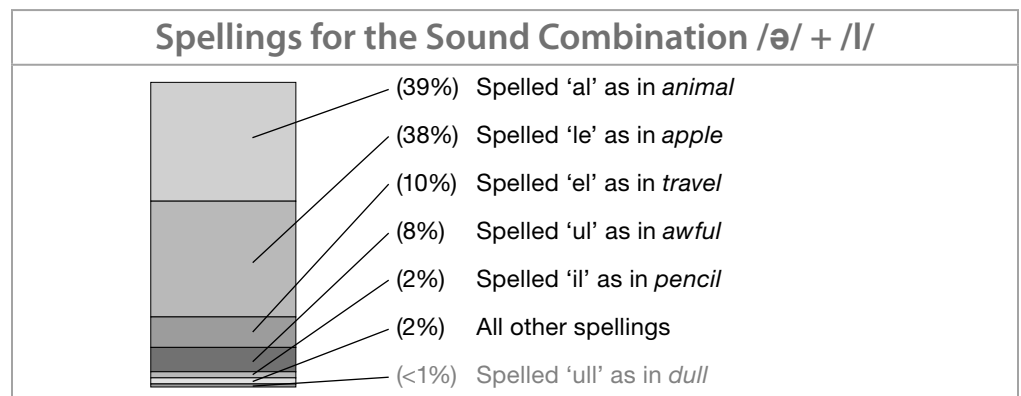 Spellings for the Sound Combination /ə/ + /l/
(39%) Spelled ‘al’ as in animal
(38%) Spelled ‘le’ as in apple
(10%) Spelled ‘el’ as in travel
(8%) Spelled ‘ul’ as in awful
(2%) Spelled ‘il’ as in pencil
(2%) All other spellings
(<1%) Spelled ‘ull’ as in dull